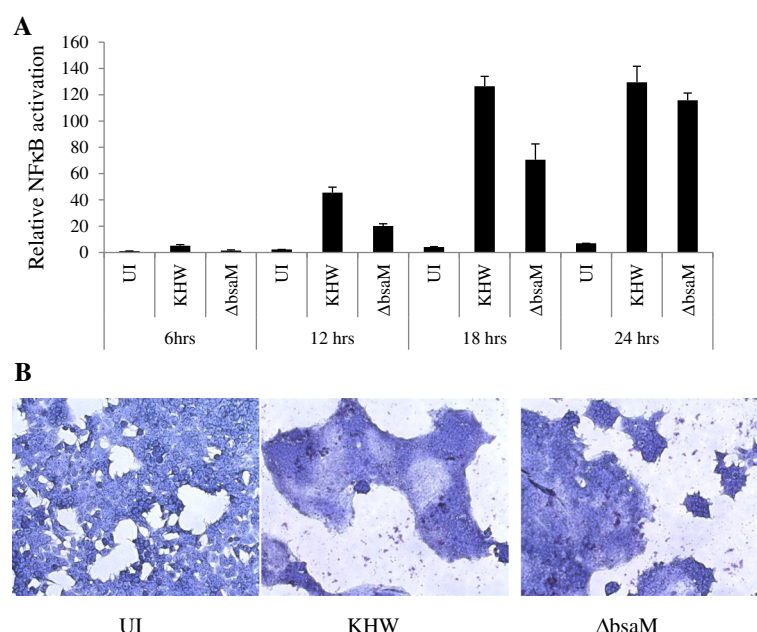 A
Relative NFκB activation
160
140
120
100
80
60
40
20
0
UI
KHW
ΔbsaM
UI
KHW
ΔbsaM
UI
KHW
ΔbsaM
UI
KHW
ΔbsaM
6hrs
12 hrs
18 hrs
24 hrs
B
UI
KHW
ΔbsaM